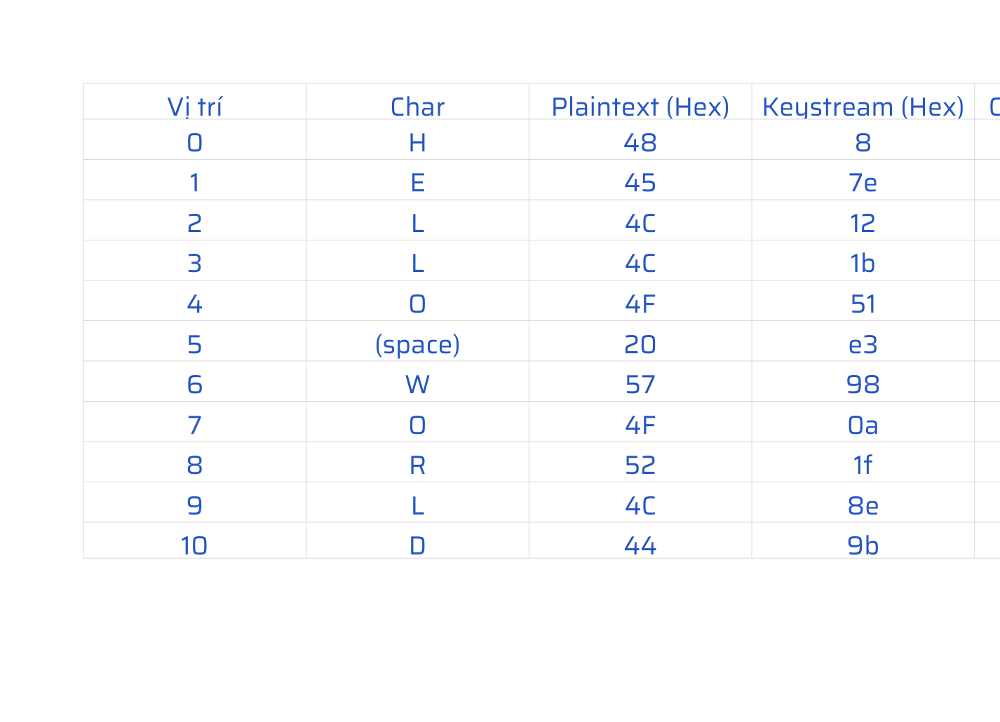 Vị trí Char Plaintext (Hex) Keystream (Hex)
0 H 48 8
1 E 45 7e
2 L 4C 12
3 L 4C 1b
4 O 4F 51
5 (space) 20 e3
6 W 57 98
7 O 4F 0a
8 R 52 1f
9 L 4C 8e
10 D 44 9b